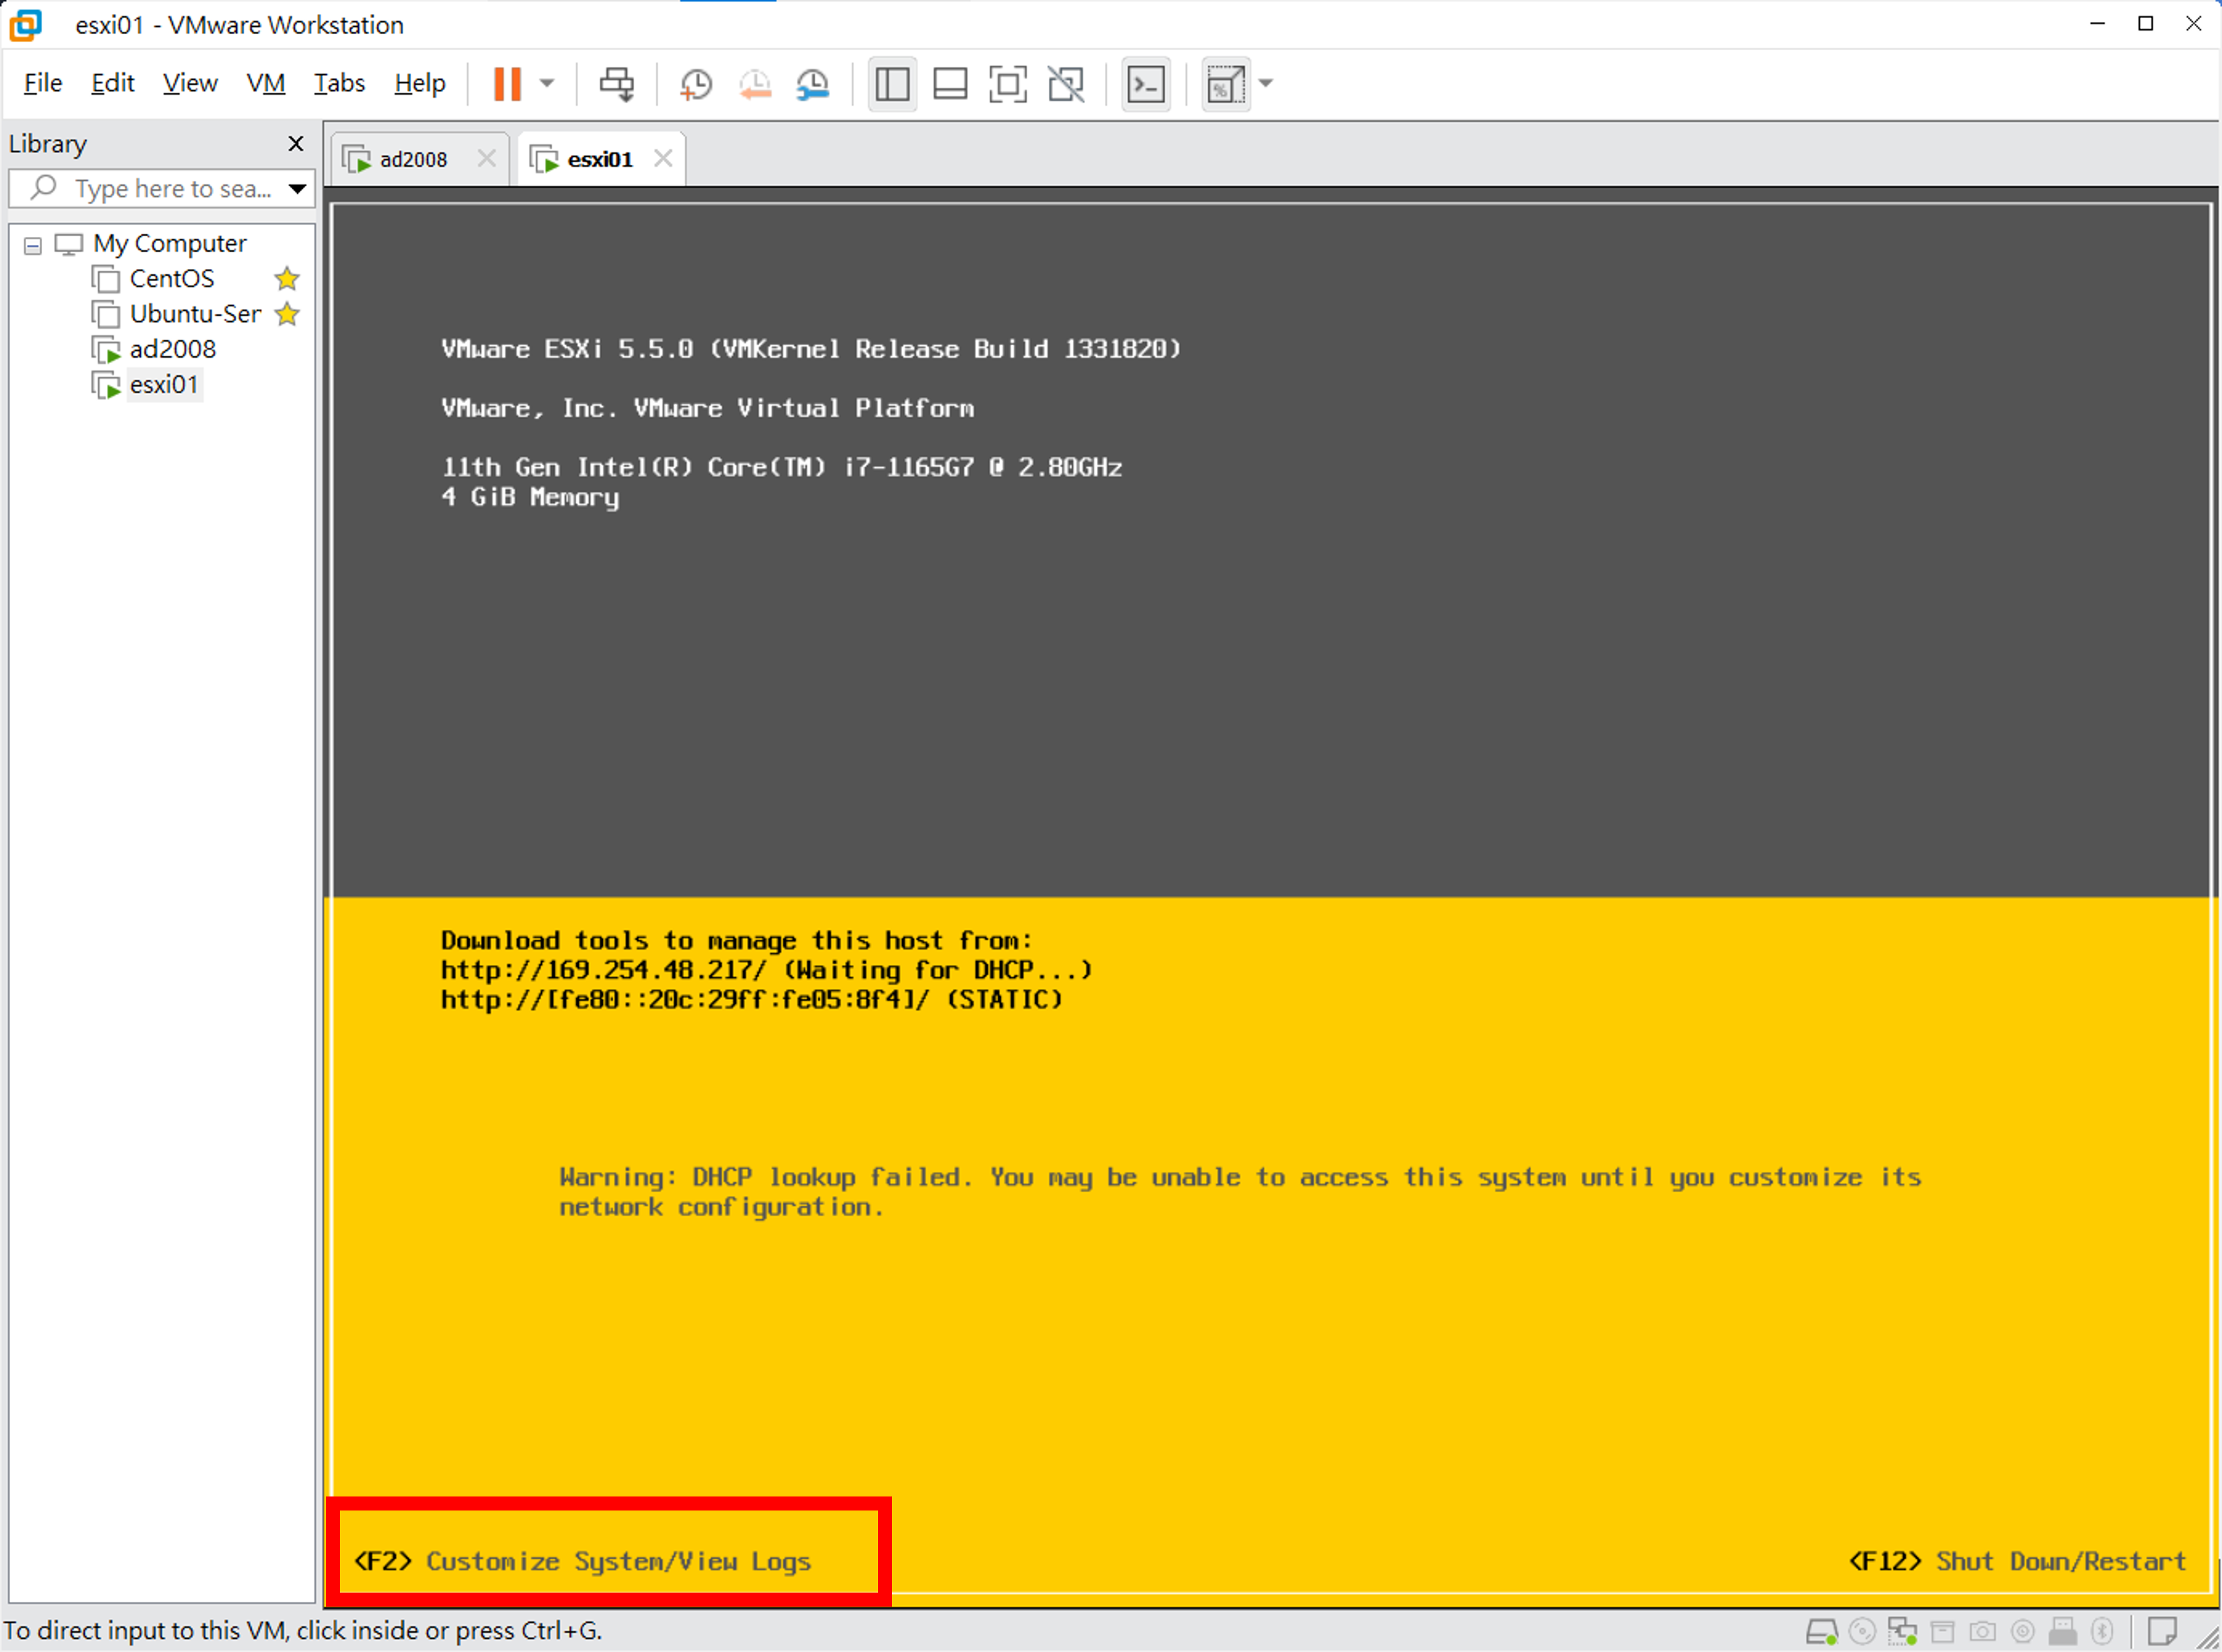 esxi01 - VMware Workstation
File Edit View VM Tabs Help
Library
Type here to sea...
My Computer
CentOS
Ubuntu-Ser
ad2008
esxi01
ad2008
esxi01
VMware ESXi 5.5.0 (VMKernel Release Build 1331820)
VMware, Inc. VMware Virtual Platform
11th Gen Intel(R) Core(TM) i7-1165G7 @ 2.80GHz
4 GiB Memory
Download tools to manage this host from:
http://169.254.48.217/ (Waiting for DHCP...)
http://[fe80::20c:29ff:fe05:8f4]/ (STATIC)
Warning: DHCP lookup failed. You may be unable to access this system until you customize its
network configuration.
<F2> Customize System/View Logs
<F12> Shut Down/Restart
To direct input to this VM, click inside or press Ctrl+G.